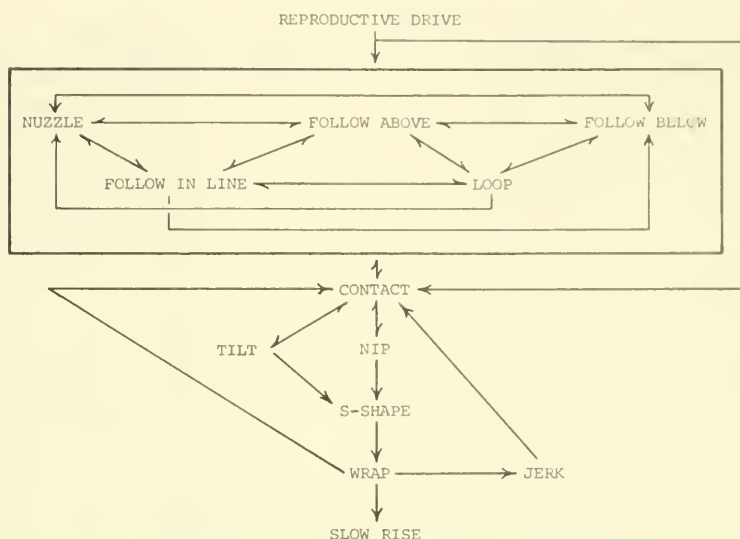 REPRODUCTIVE DRIVE
NUZZLE FOLLOW ABOVE FOLLOW BELOW
FOLLOW IN LINE LOOP
CONTACT
TILT NIP
S-SHAPE
WRAP JERK
SLOW RISE